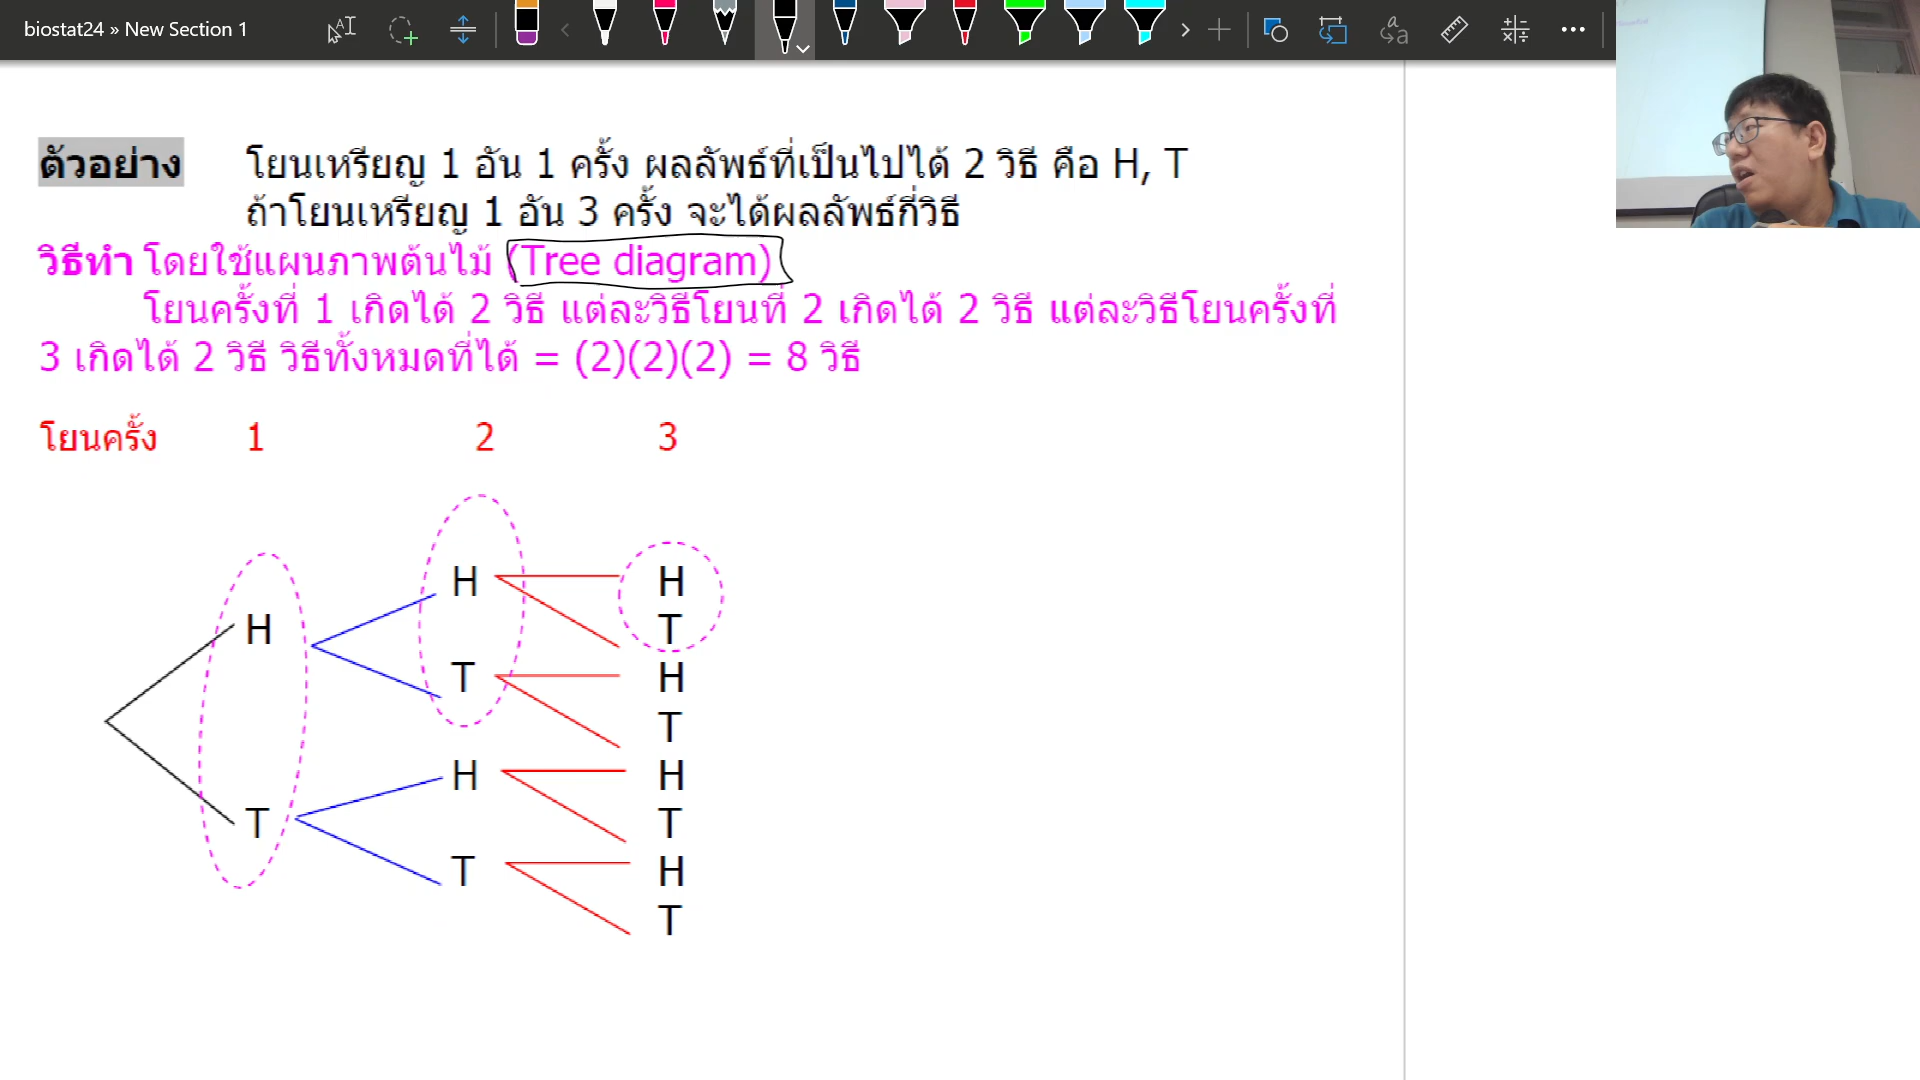 biostat24 » New Section 1
ตัวอย่าง โยนเหรียญ 1 อัน 1 ครั้ง ผลลัพธ์ที่เป็นไปได้ 2 วิธี คือ H, T
ถ้าโยนเหรียญ 1 อัน 3 ครั้ง จะได้ผลลัพธ์กี่วิธี
วิธีทำ โดยใช้แผนภาพต้นไม้ (Tree diagram)
โยนครั้งที่ 1 เกิดได้ 2 วิธี แต่ละวิธีโยนที่ 2 เกิดได้ 2 วิธี แต่ละวิธีโยนครั้งที่
3 เกิดได้ 2 วิธี วิธีทั้งหมดที่ได้ = (2)(2)(2) = 8 วิธี
โยนครั้ง 1 2 3
H H
H T
T H
T
H H
T T
T H
T